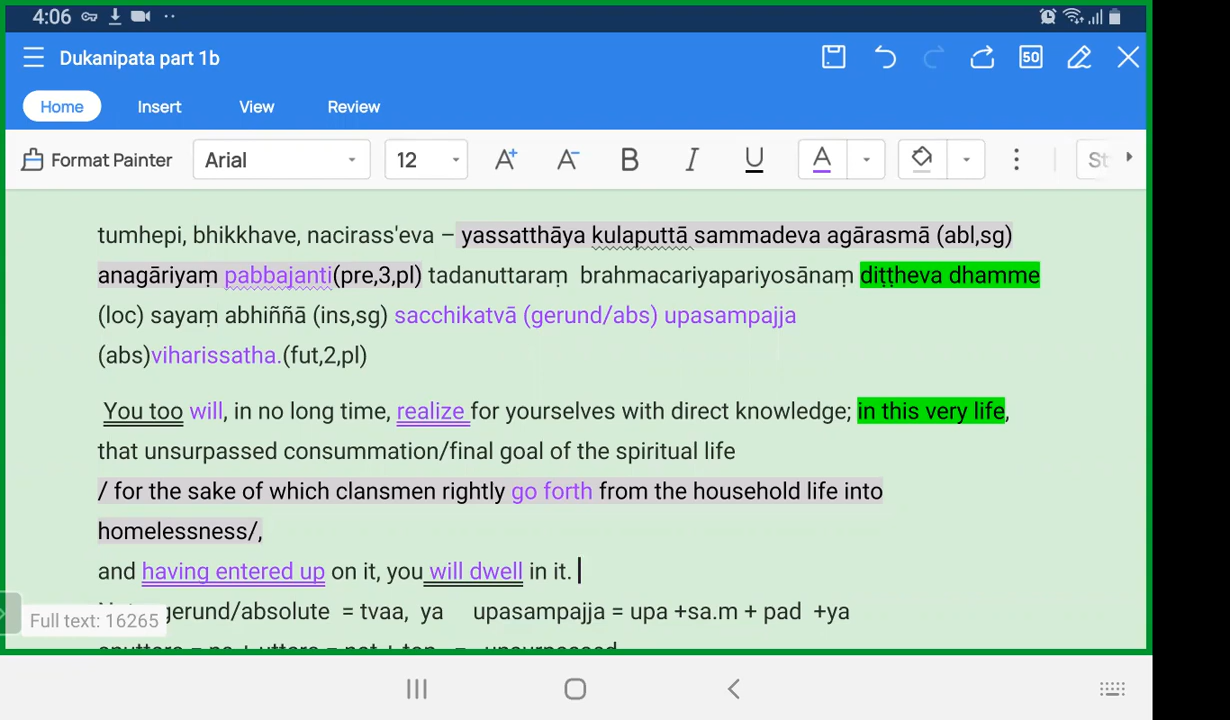 4:06
Dukanipata part 1b
50
Home Insert View Review
Format Painter Arial 12 A+ A- B I U A St
tumhepi, bhikkhave, nacirass'eva – yassatthāya kulaputtā sammadeva agārasmā (abl,sg)
anagāriyaṃ pabbajanti(pre,3,pl) tadanuttaraṃ brahmacariyapariyosānaṃ diṭṭheva dhamme
(loc) sayaṃ abhiññā (ins,sg) sacchikatvā (gerund/abs) upasampajja
(abs)viharissatha.(fut,2,pl)
You too will, in no long time, realize for yourselves with direct knowledge; in this very life,
that unsurpassed consummation/final goal of the spiritual life
/ for the sake of which clansmen rightly go forth from the household life into
homelessness/,
and having entered up on it, you will dwell in it.
gerund/absolute = tvaa, ya upasampajja = upa +sa.m + pad +ya
Full text: 16265